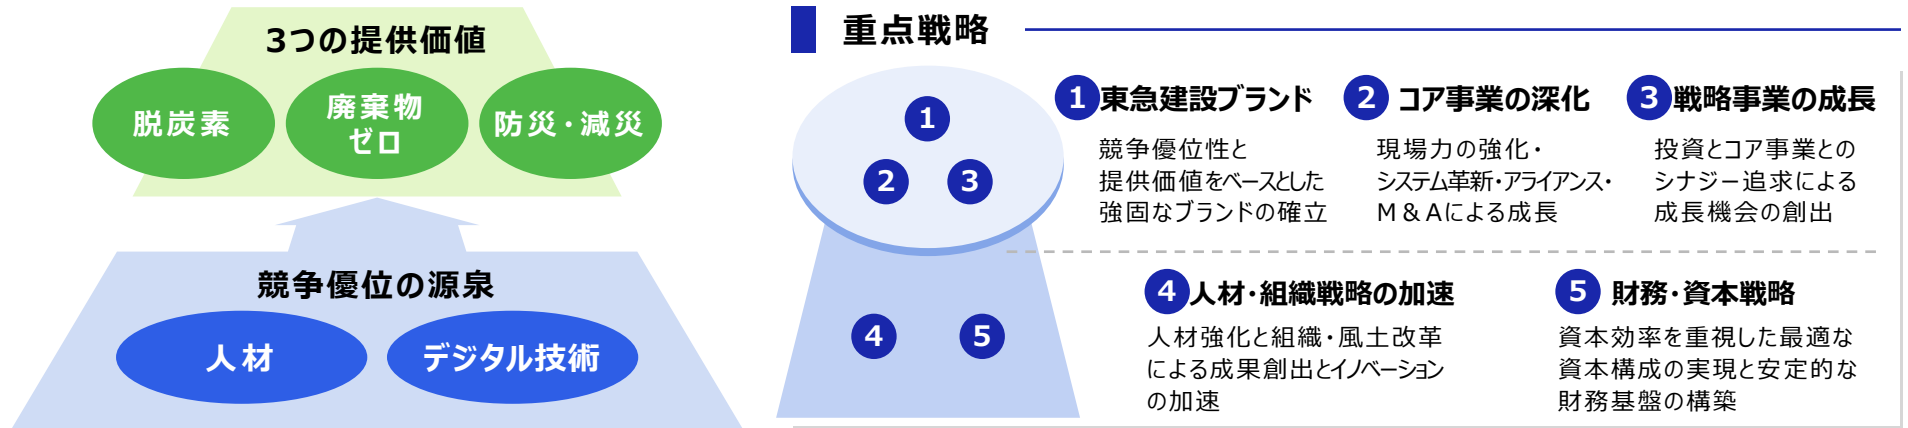 3つの提供価値
脱炭素
廃棄物
ゼロ
防災・減災
競争優位の源泉
人材
デジタル技術
重点戦略
1
2
3
4
5
1 東急建設ブランド
競争優位性と
提供価値をベースとした
強固なブランドの確立
2 コア事業の深化
現場力の強化・
システム革新・アライアンス・
M&Aによる成長
3 戦略事業の成長
投資とコア事業との
シナジー追求による
成長機会の創出
4 人材・組織戦略の加速
人材強化と組織・風土改革
による成果創出とイノベーション
の加速
5 財務・資本戦略
資本効率を重視した最適な
資本構成の実現と安定的な
財務基盤の構築